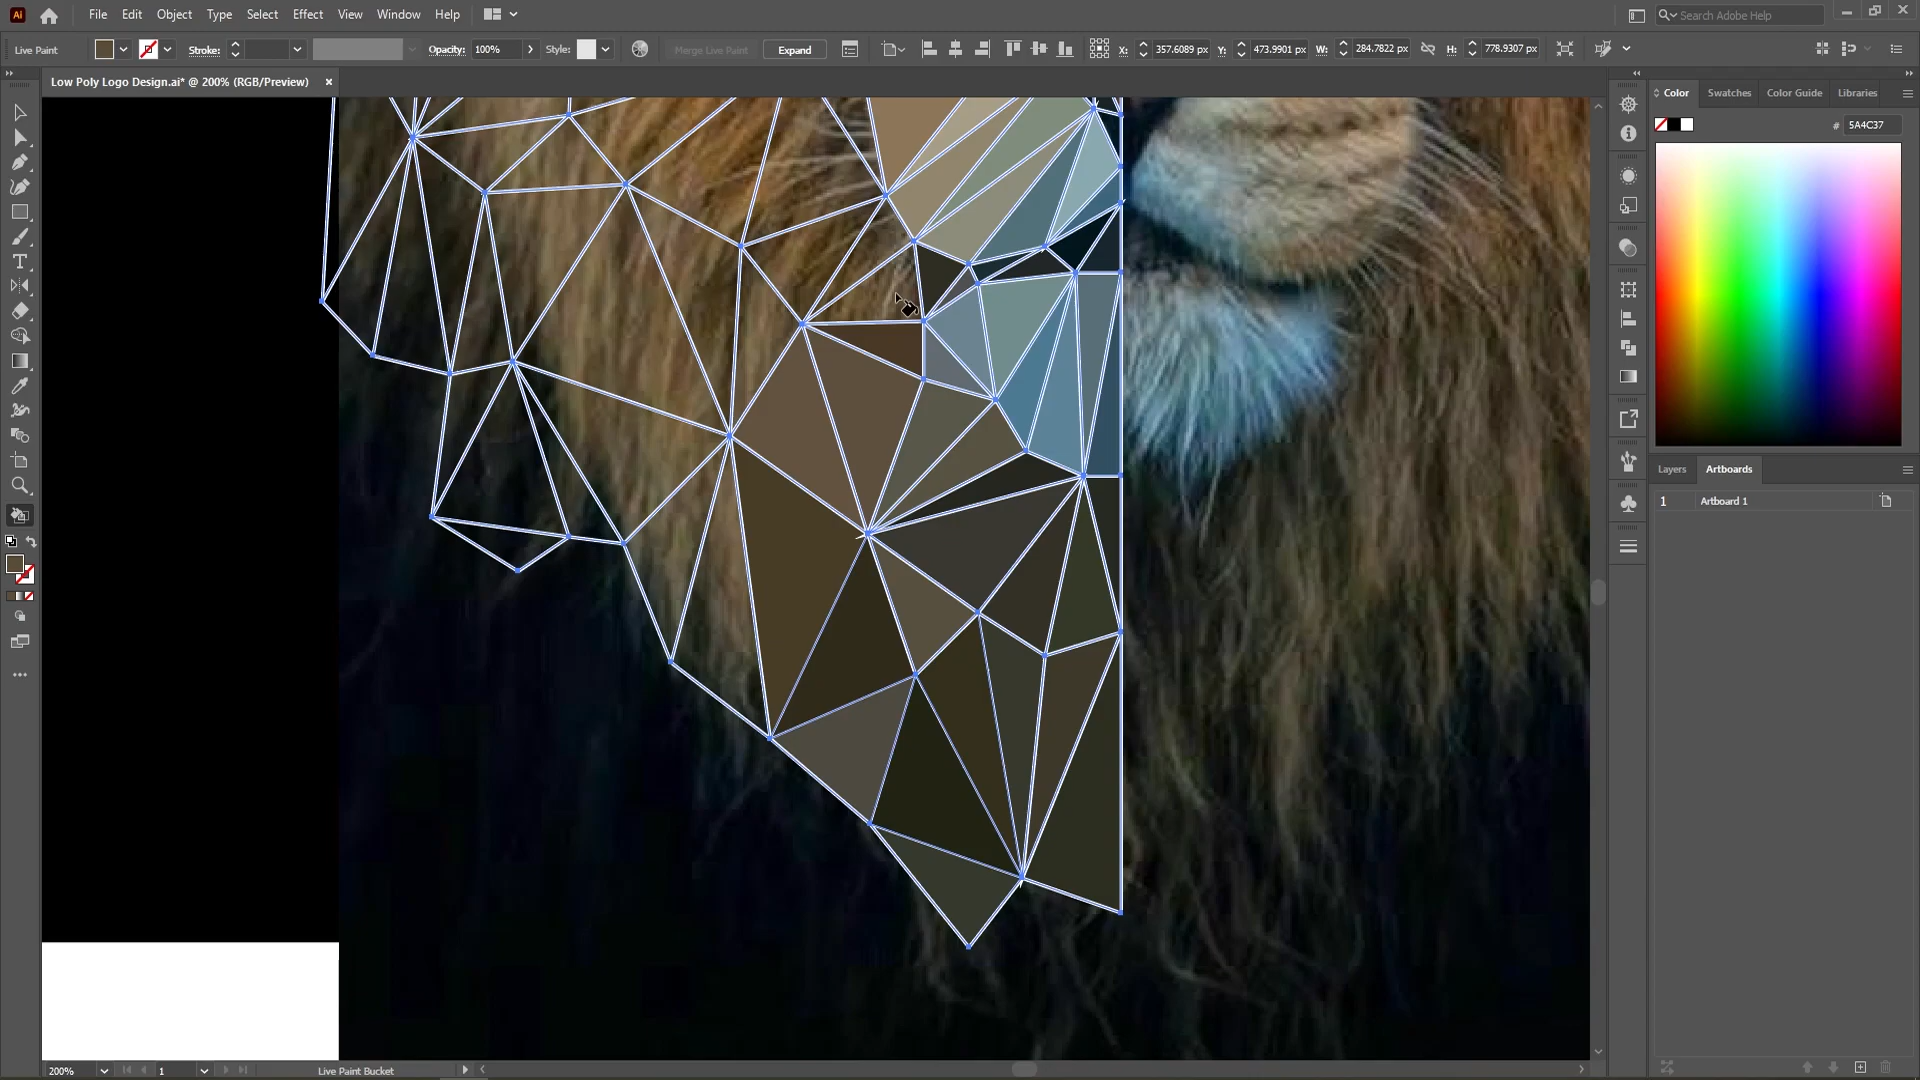 Ai File Edit Object Type Select Effect View Window Help Search Adobe Help
Live Paint Stroke: Opacity: 100% Style: Merge Live Paint Expand X: 357.6089 px Y: 473.9901 px W: 284.7822 px H: 778.9307 px
Low Poly Logo Design.ai* @ 200% (RGB/Preview) ×
Color Swatches Color Guide Libraries
# 5A4C37
Layers Artboards
1 Artboard 1
200% 1 Live Paint Bucket